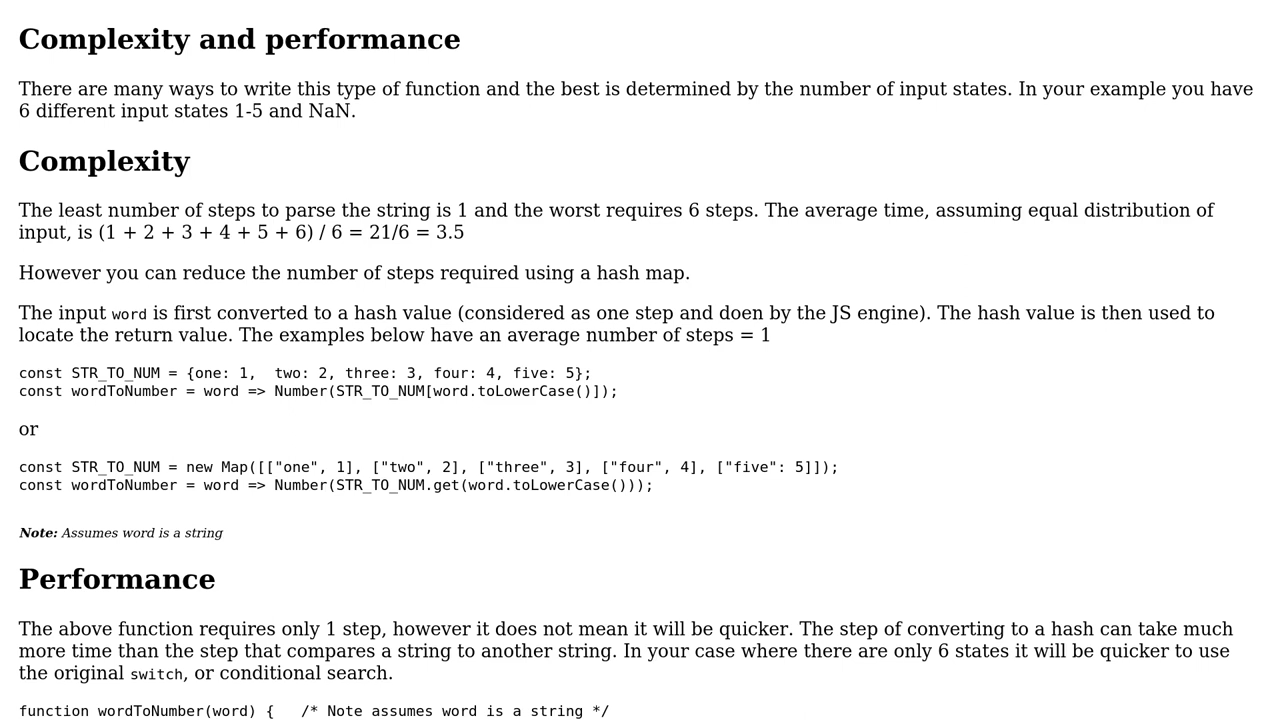 Complexity and performance
There are many ways to write this type of function and the best is determined by the number of input states. In your example you have
6 different input states 1-5 and NaN.
Complexity
The least number of steps to parse the string is 1 and the worst requires 6 steps. The average time, assuming equal distribution of
input, is (1 + 2 + 3 + 4 + 5 + 6) / 6 = 21/6 = 3.5
However you can reduce the number of steps required using a hash map.
The input word is first converted to a hash value (considered as one step and doen by the JS engine). The hash value is then used to
locate the return value. The examples below have an average number of steps = 1
const STR_TO_NUM = {one: 1,  two: 2, three: 3, four: 4, five: 5};
const wordToNumber = word => Number(STR_TO_NUM[word.toLowerCase()]);
or
const STR_TO_NUM = new Map([["one", 1], ["two", 2], ["three", 3], ["four", 4], ["five": 5]]);
const wordToNumber = word => Number(STR_TO_NUM.get(word.toLowerCase()));
Note: Assumes word is a string
Performance
The above function requires only 1 step, however it does not mean it will be quicker. The step of converting to a hash can take much
more time than the step that compares a string to another string. In your case where there are only 6 states it will be quicker to use
the original switch, or conditional search.
function wordToNumber(word) {   /* Note assumes word is a string */